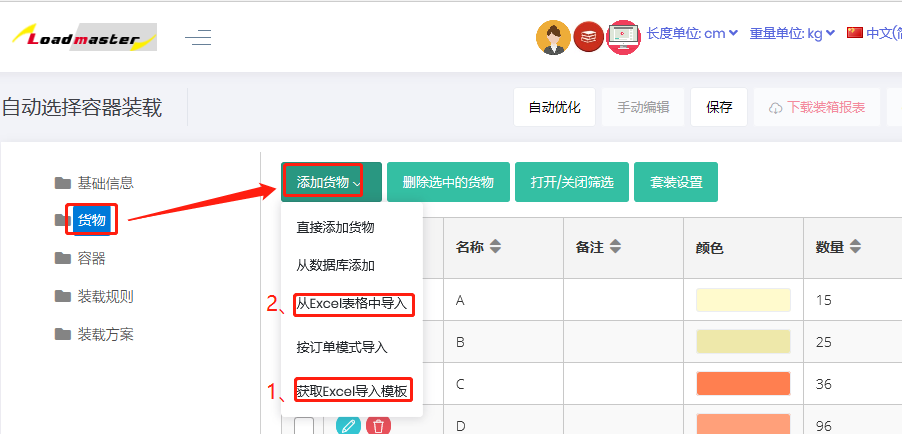 Loadmaster
长度单位: cm 重量单位: kg 中文(简
自动选择容器装载
自动优化 手动编辑 保存 下载装箱报表
基础信息
货物
容器
装载规则
装载方案
添加货物 删除选中的货物 打开/关闭筛选 套装设置
直接添加货物
从数据库添加
2、从Excel表格中导入
按订单模式导入
1、获取Excel导入模板
名称 备注 颜色 数量
A 15
B 25
C 36
D 96